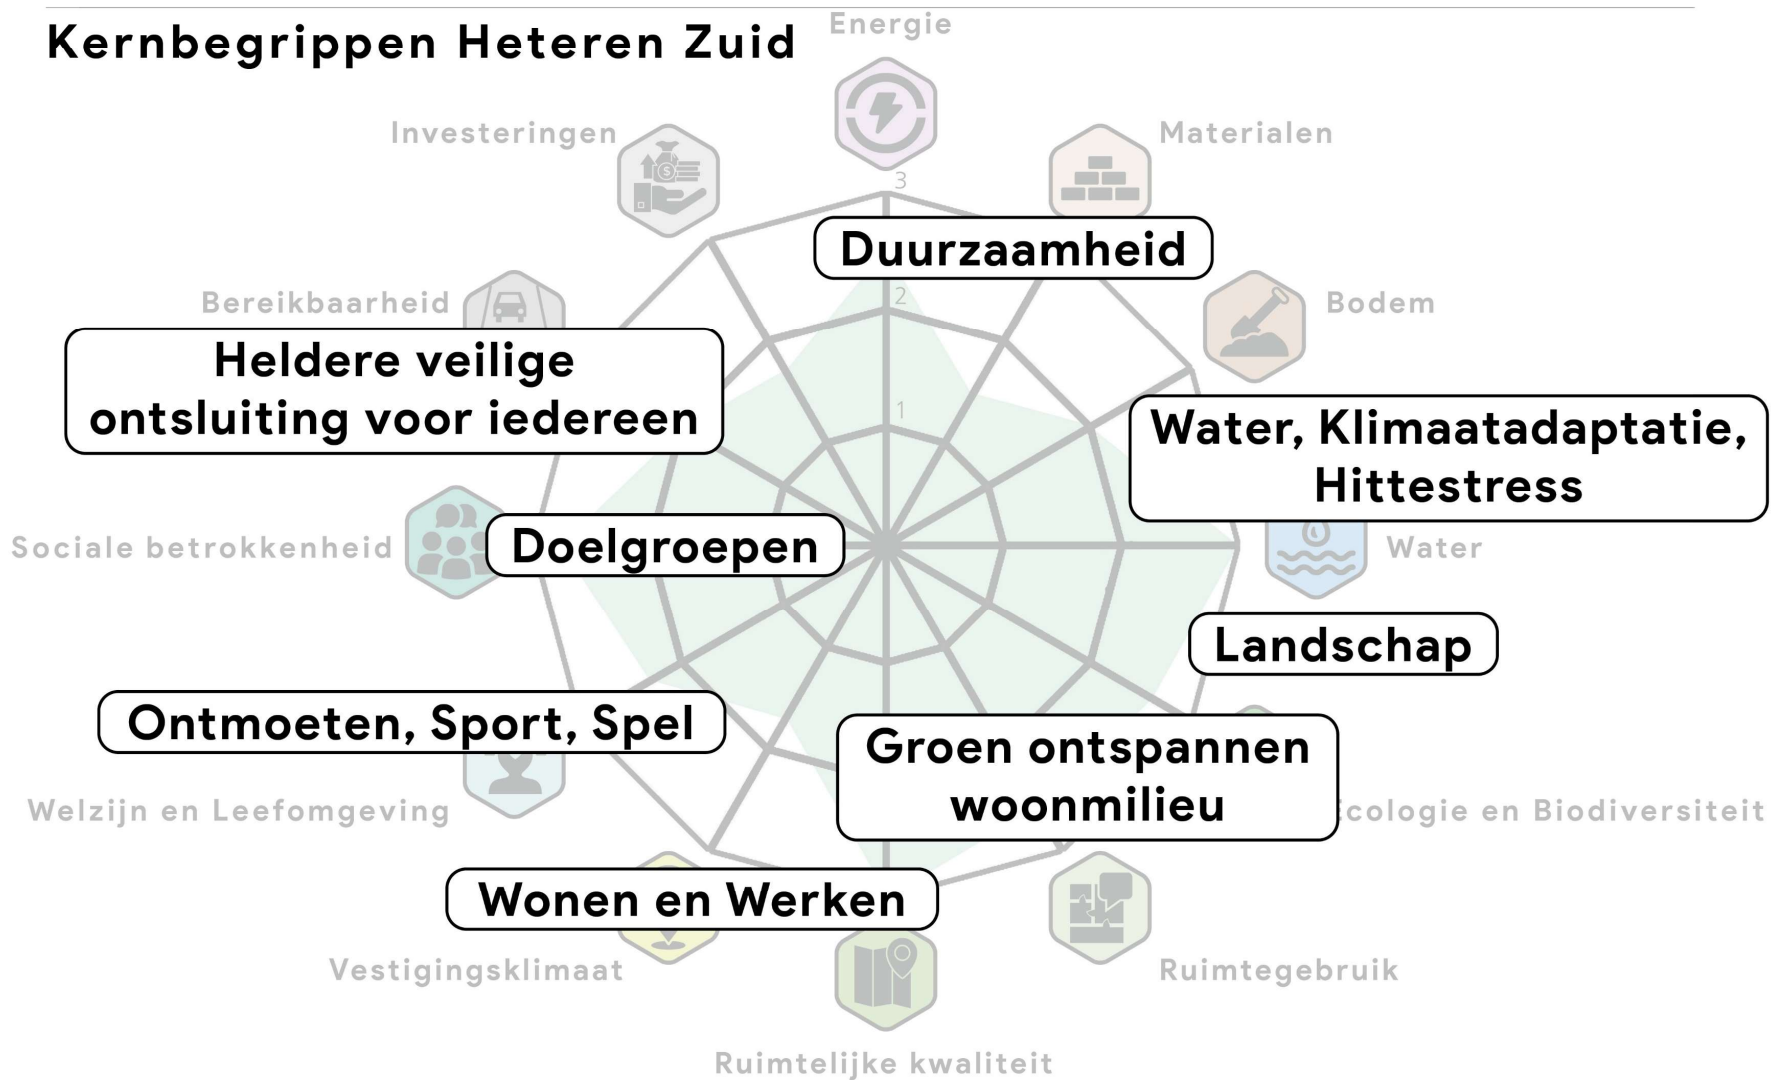 Kernbegrippen Heteren Zuid
Energie
Investeringen
Materialen
3
Duurzaamheid
2
Bereikbaarheid
Bodem
Heldere veilige
ontsluiting voor iedereen
1
Water, Klimaatadaptatie,
Hittestress
Sociale betrokkenheid
Doelgroepen
Water
Landschap
Ontmoeten, Sport, Spel
Groen ontspannen
woonmilieu
Welzijn en Leefomgeving
Ecologie en Biodiversiteit
Wonen en Werken
Vestigingsklimaat
Ruimtegebruik
Ruimtelijke kwaliteit